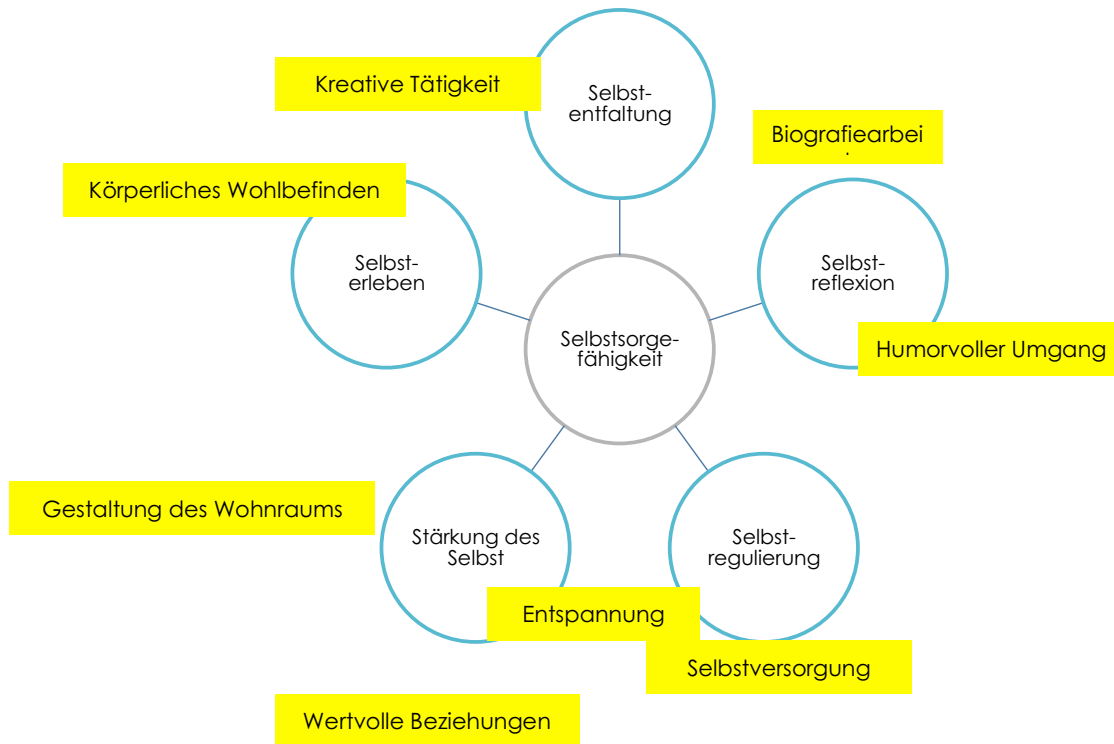 Kreative Tätigkeit
Selbst-
entfaltung
Biografiearbei
Körperliches Wohlbefinden
Selbst-
erleben
Selbst-
reflexion
Selbstsorge-
fähigkeit
Humorvoller Umgang
Gestaltung des Wohnraums
Stärkung des
Selbst
Selbst-
regulierung
Entspannung
Selbstversorgung
Wertvolle Beziehungen